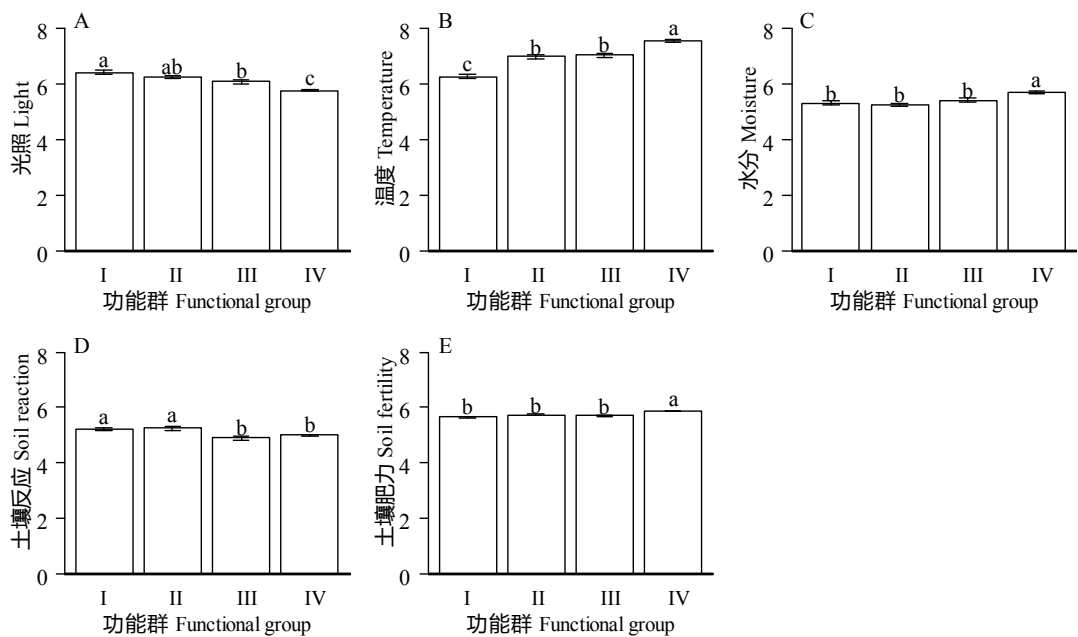 A
8
6
4
2
0
光照 Light
a
ab
b
c
I
II
III
IV
功能群 Functional group
B
8
6
4
2
0
温度 Temperature
c
b
b
a
I
II
III
IV
功能群 Functional group
C
8
6
4
2
0
水分 Moisture
b
b
b
a
I
II
III
IV
功能群 Functional group
D
8
6
4
2
0
土壤反应 Soil reaction
a
a
b
b
I
II
III
IV
功能群 Functional group
E
8
6
4
2
0
土壤肥力 Soil fertility
b
b
b
a
I
II
III
IV
功能群 Functional group